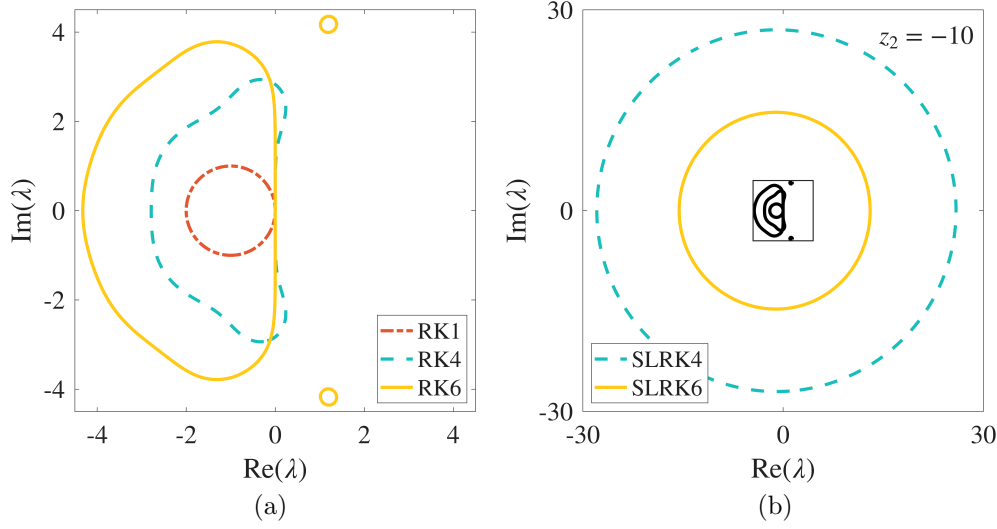 4
2
0
-2
-4
-4
-2
0
2
4
Im(λ)
Re(λ)
RK1
RK4
RK6
(a)
30
0
-30
-30
0
30
Im(λ)
Re(λ)
z₂ = −10
SLRK4
SLRK6
(b)